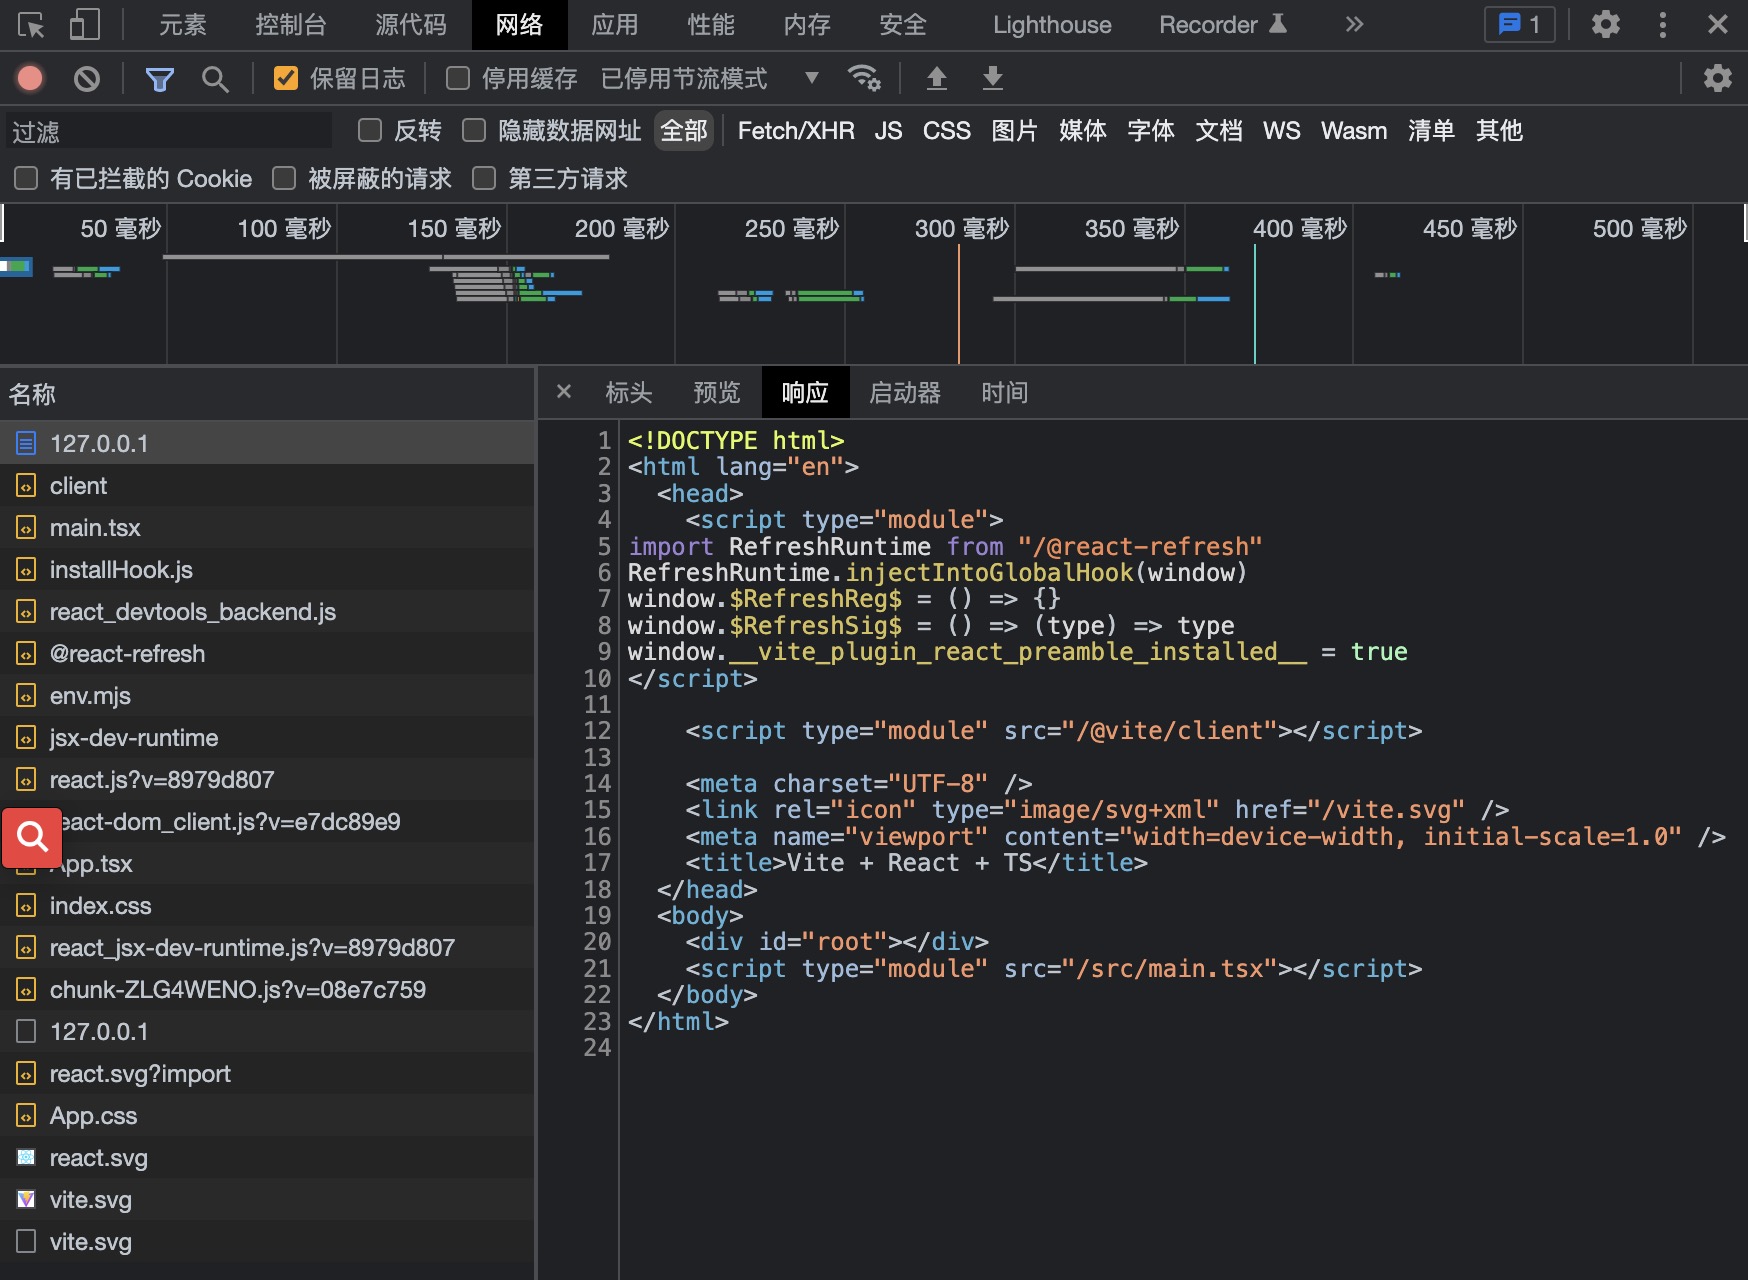 元素 控制台 源代码 网络 应用 性能 内存 安全 Lighthouse Recorder 1
保留日志 停用缓存 已停用节流模式
过滤 反转 隐藏数据网址 全部 Fetch/XHR JS CSS 图片 媒体 字体 文档 WS Wasm 清单 其他
有已拦截的 Cookie 被屏蔽的请求 第三方请求
50 毫秒 100 毫秒 150 毫秒 200 毫秒 250 毫秒 300 毫秒 350 毫秒 400 毫秒 450 毫秒 500 毫秒
名称
127.0.0.1
client
main.tsx
installHook.js
react_devtools_backend.js
@react-refresh
env.mjs
jsx-dev-runtime
react.js?v=8979d807
eact-dom_client.js?v=e7dc89e9
App.tsx
index.css
react_jsx-dev-runtime.js?v=8979d807
chunk-ZLG4WENO.js?v=08e7c759
127.0.0.1
react.svg?import
App.css
react.svg
vite.svg
vite.svg
× 标头 预览 响应 启动器 时间
1 <!DOCTYPE html>
2 <html lang="en">
3   <head>
4     <script type="module">
5 import RefreshRuntime from "/@react-refresh"
6 RefreshRuntime.injectIntoGlobalHook(window)
7 window.$RefreshReg$ = () => {}
8 window.$RefreshSig$ = () => (type) => type
9 window.__vite_plugin_react_preamble_installed__ = true
10 </script>
11
12     <script type="module" src="/@vite/client"></script>
13
14     <meta charset="UTF-8" />
15     <link rel="icon" type="image/svg+xml" href="/vite.svg" />
16     <meta name="viewport" content="width=device-width, initial-scale=1.0" />
17     <title>Vite + React + TS</title>
18   </head>
19   <body>
20     <div id="root"></div>
21     <script type="module" src="/src/main.tsx"></script>
22   </body>
23 </html>
24